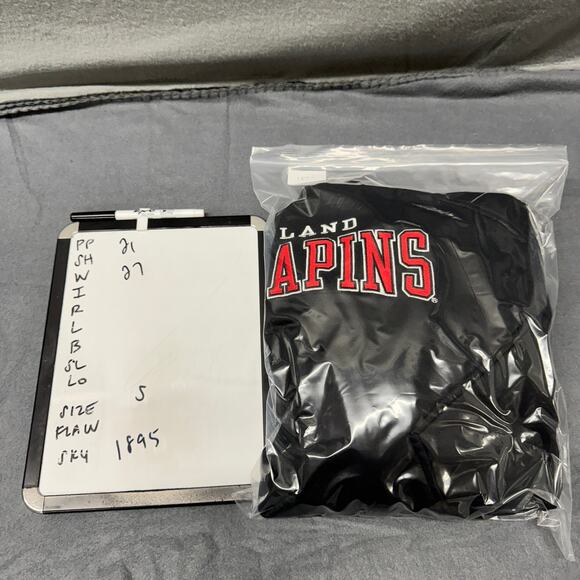 PP 21
SH 27
W
I
R
L
B
SL
LO
SIZE S
FLAW
SKU 1895
LAND
APINS
®